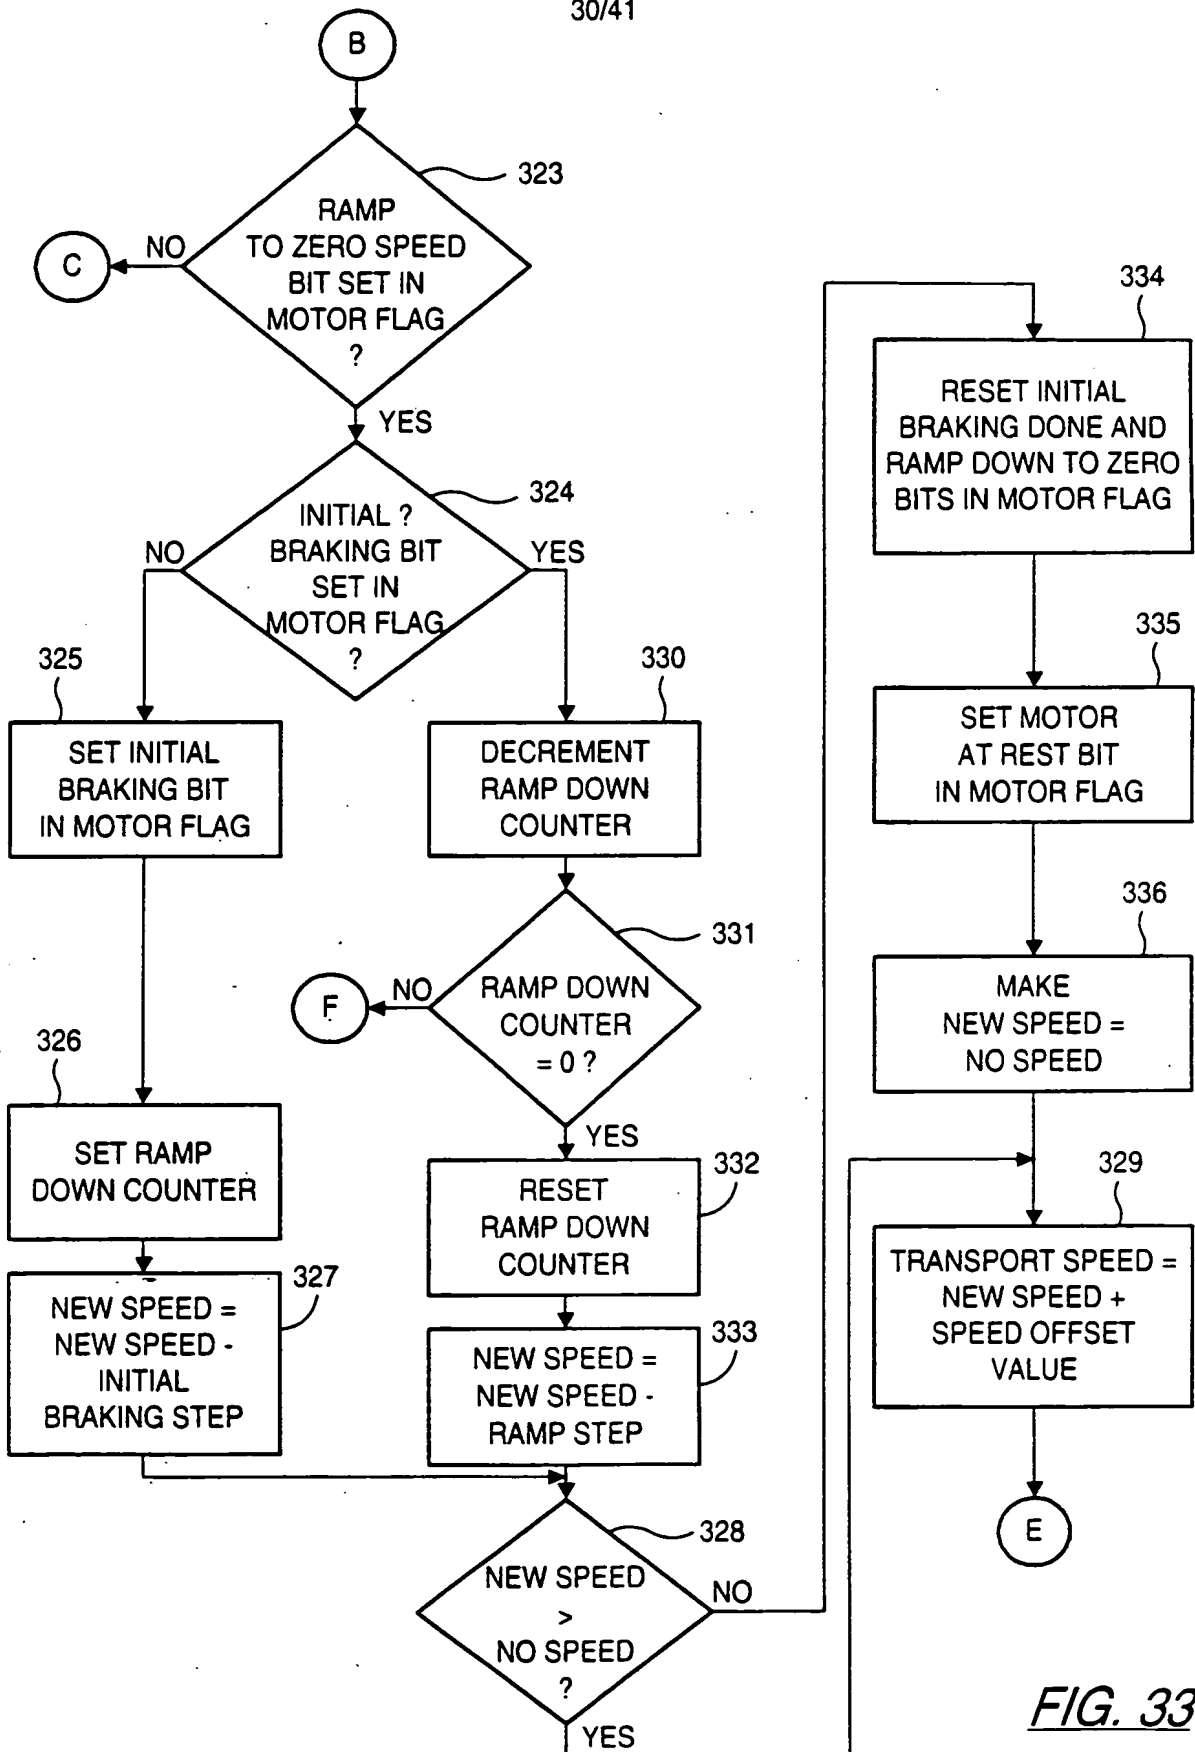 30/41
B
323
RAMP
TO ZERO SPEED
BIT SET IN
MOTOR FLAG
?
NO
C
YES
324
INITIAL ?
BRAKING BIT
SET IN
MOTOR FLAG
?
NO
YES
325
SET INITIAL
BRAKING BIT
IN MOTOR FLAG
326
SET RAMP
DOWN COUNTER
327
NEW SPEED =
NEW SPEED -
INITIAL
BRAKING STEP
330
DECREMENT
RAMP DOWN
COUNTER
331
RAMP DOWN
COUNTER
= 0 ?
NO
F
YES
332
RESET
RAMP DOWN
COUNTER
333
NEW SPEED =
NEW SPEED -
RAMP STEP
328
NEW SPEED
>
NO SPEED
?
NO
YES
334
RESET INITIAL
BRAKING DONE AND
RAMP DOWN TO ZERO
BITS IN MOTOR FLAG
335
SET MOTOR
AT REST BIT
IN MOTOR FLAG
336
MAKE
NEW SPEED =
NO SPEED
329
TRANSPORT SPEED =
NEW SPEED +
SPEED OFFSET
VALUE
E
FIG. 33